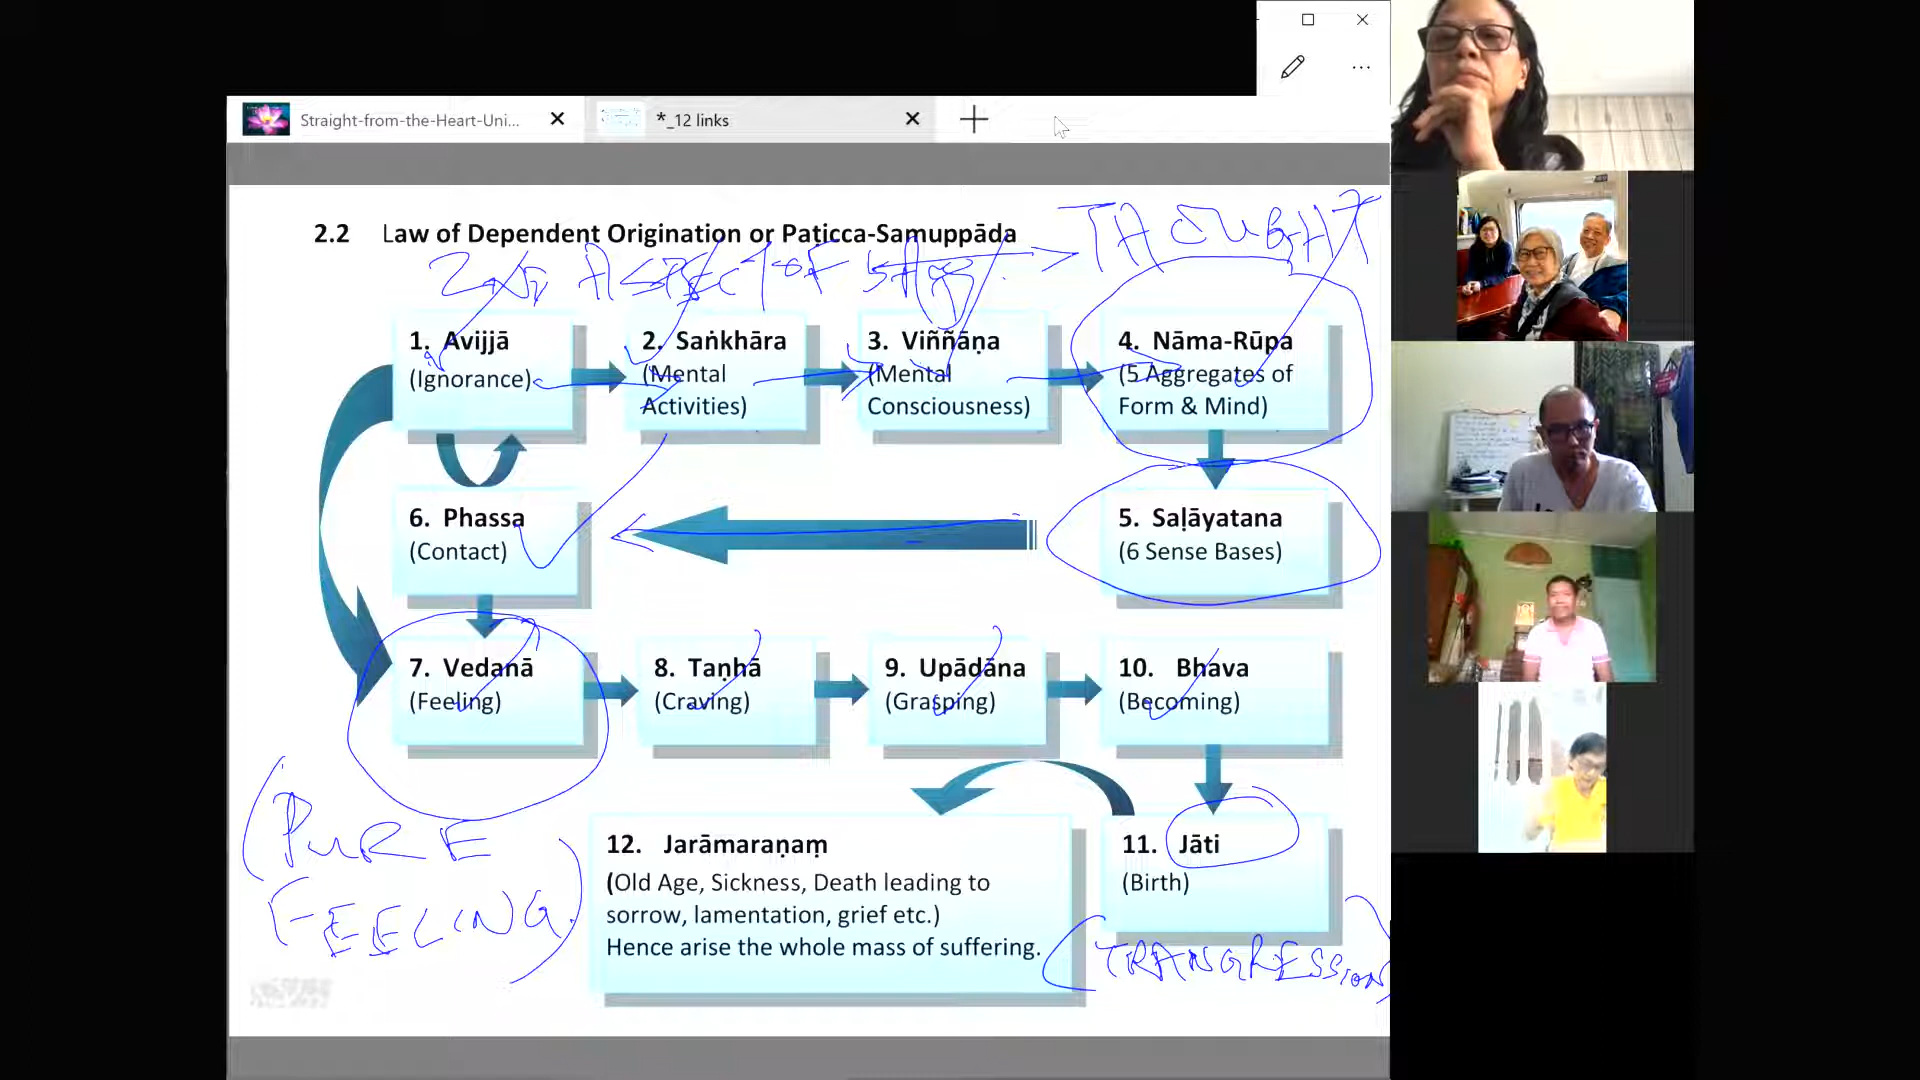 Straight-from-the-Heart-Uni...
*_12 links
2.2 Law of Dependent Origination or Paṭicca-Samuppāda
THOUGHT
2ND ASPECT OF
1. Avijjā
(Ignorance)
2. Saṅkhāra
(Mental
Activities)
3. Viññāṇa
(Mental
Consciousness)
4. Nāma-Rūpa
(5 Aggregates of
Form & Mind)
6. Phassa
(Contact)
5. Saḷāyatana
(6 Sense Bases)
7. Vedanā
(Feeling)
8. Taṇhā
(Craving)
9. Upādāna
(Grasping)
10. Bhava
(Becoming)
(PURE
FEELING)
12. Jarāmaraṇaṃ
(Old Age, Sickness, Death leading to
sorrow, lamentation, grief etc.)
Hence arise the whole mass of suffering.
11. Jāti
(Birth)
(TRANGRESSION)